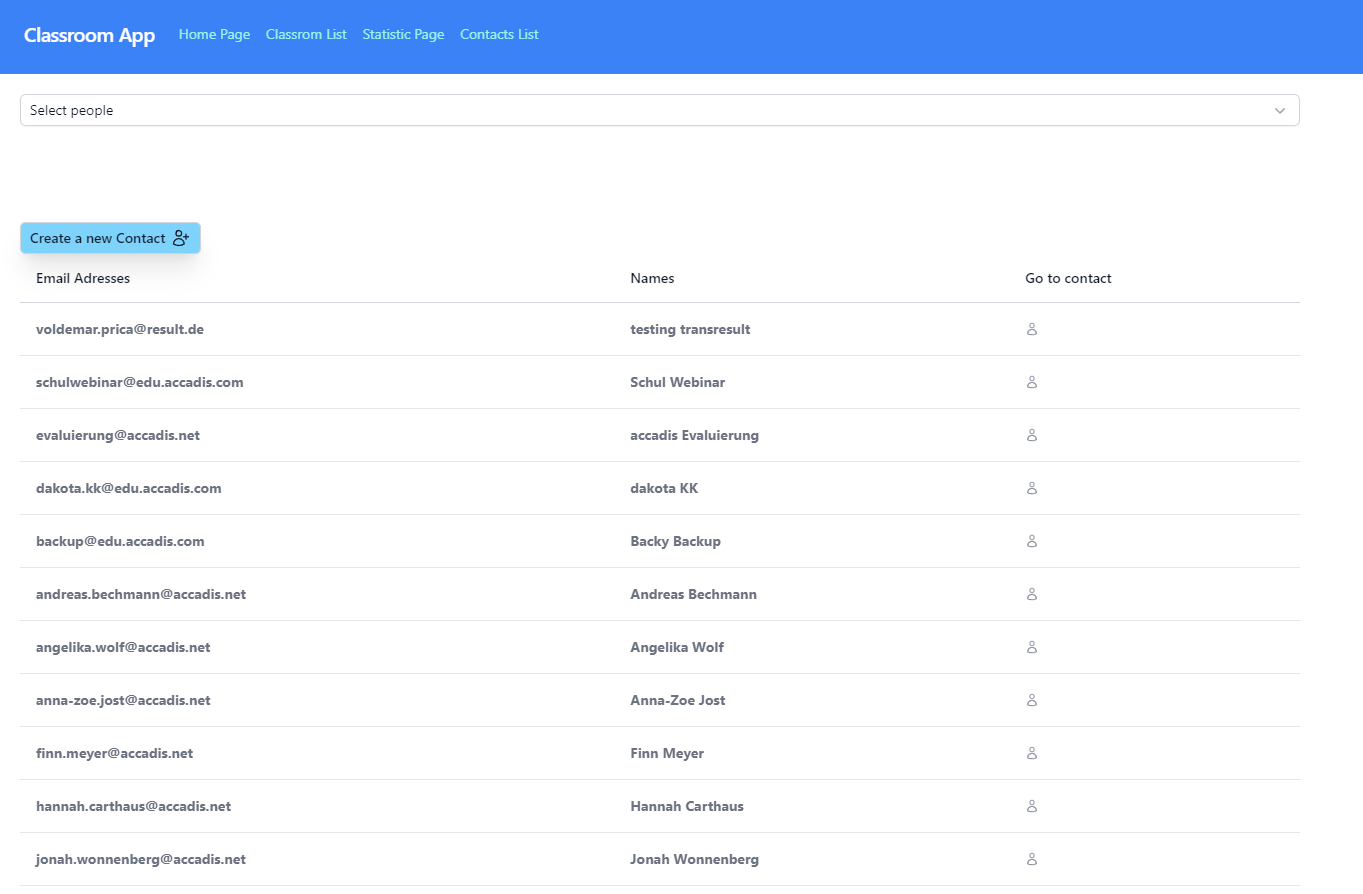 Classroom App Home Page Classrom List Statistic Page Contacts List
Select people
Create a new Contact
Email Adresses Names Go to contact
voldemar.prica@result.de testing transresult
schulwebinar@edu.accadis.com Schul Webinar
evaluierung@accadis.net accadis Evaluierung
dakota.kk@edu.accadis.com dakota KK
backup@edu.accadis.com Backy Backup
andreas.bechmann@accadis.net Andreas Bechmann
angelika.wolf@accadis.net Angelika Wolf
anna-zoe.jost@accadis.net Anna-Zoe Jost
finn.meyer@accadis.net Finn Meyer
hannah.carthaus@accadis.net Hannah Carthaus
jonah.wonnenberg@accadis.net Jonah Wonnenberg